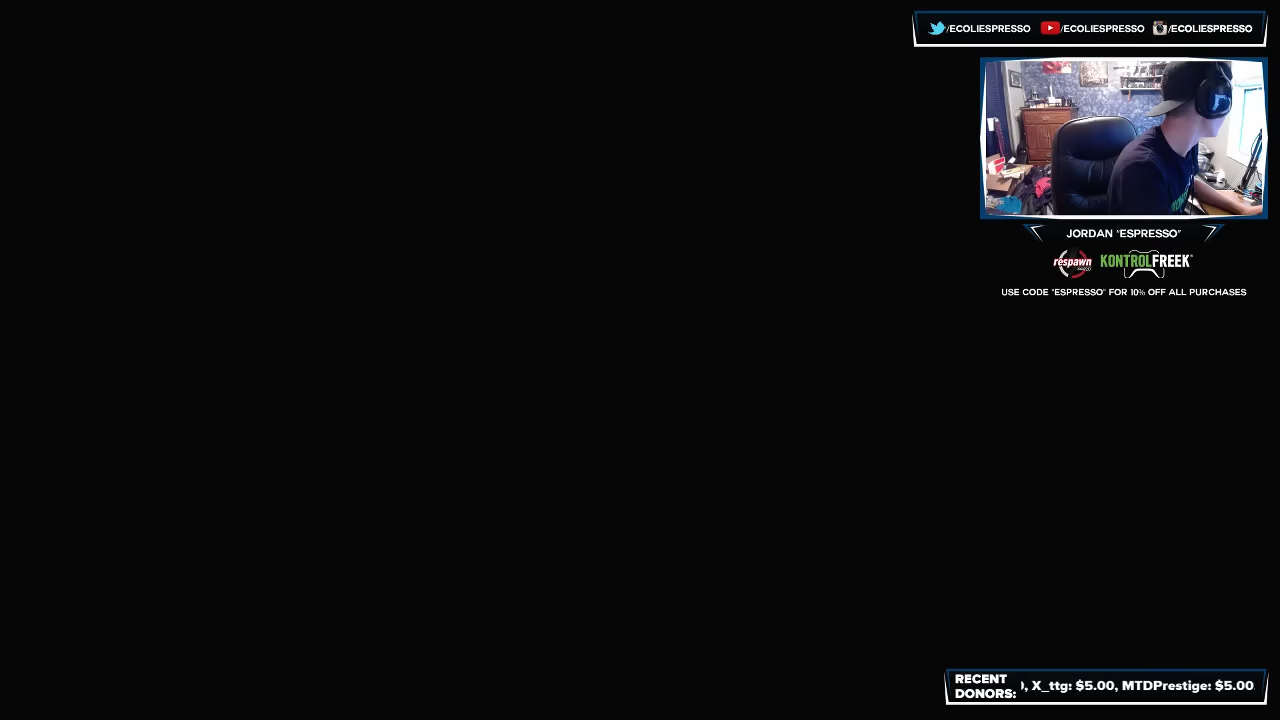 /ECOLIESPRESSO /ECOLIESPRESSO /ECOLIESPRESSO
JORDAN "ESPRESSO"
respawn KONTROLFREEK
USE CODE "ESPRESSO" FOR 10% OFF ALL PURCHASES
RECENT DONORS: ), X_ttg: $5.00, MTDPrestige: $5.00